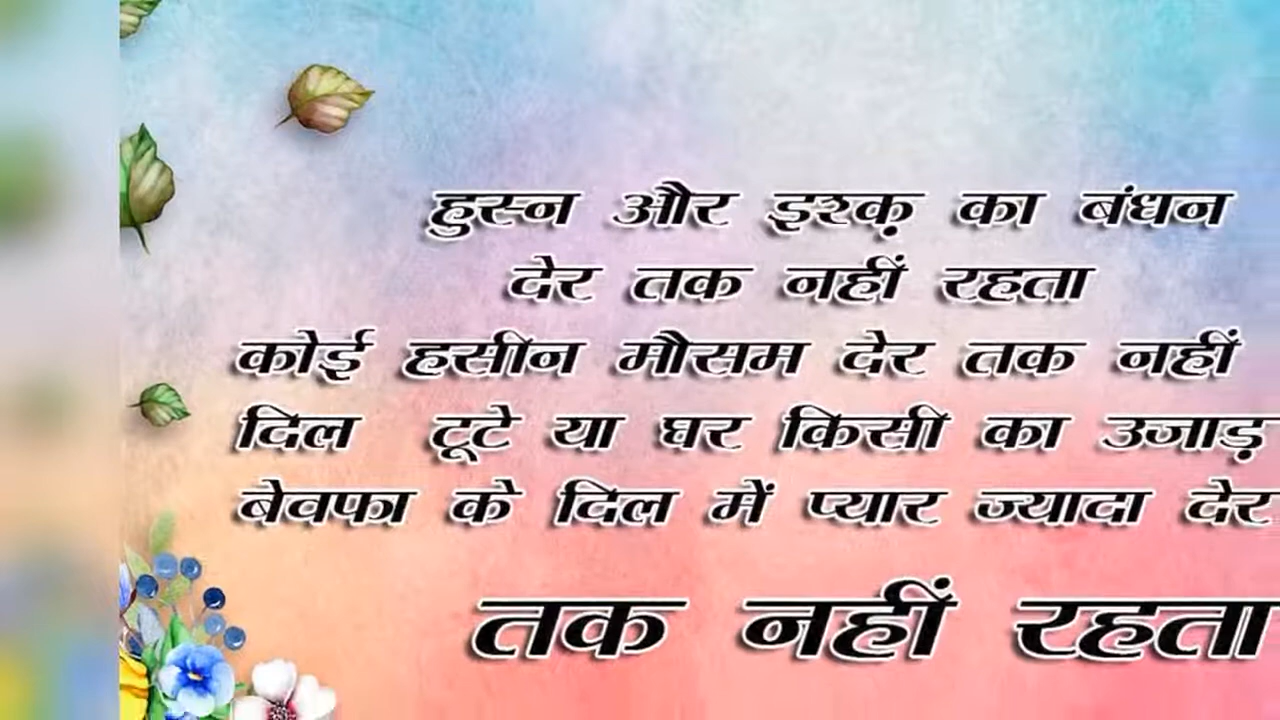 हुस्न और इश्क़ का बंधन
देर तक नहीं रहता
कोई हसीन मौसम देर तक नहीं
दिल टूटे या घर किसी का उजाड़
बेवफा के दिल में प्यार ज्यादा देर
तक नहीं रहता